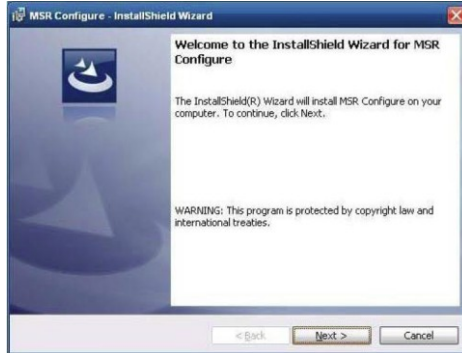 MSR Configure - InstallShield Wizard
Welcome to the InstallShield Wizard for MSR
Configure
The InstallShield(R) Wizard will install MSR Configure on your
computer. To continue, click Next.
WARNING: This program is protected by copyright law and
international treaties.
< Back Next > Cancel